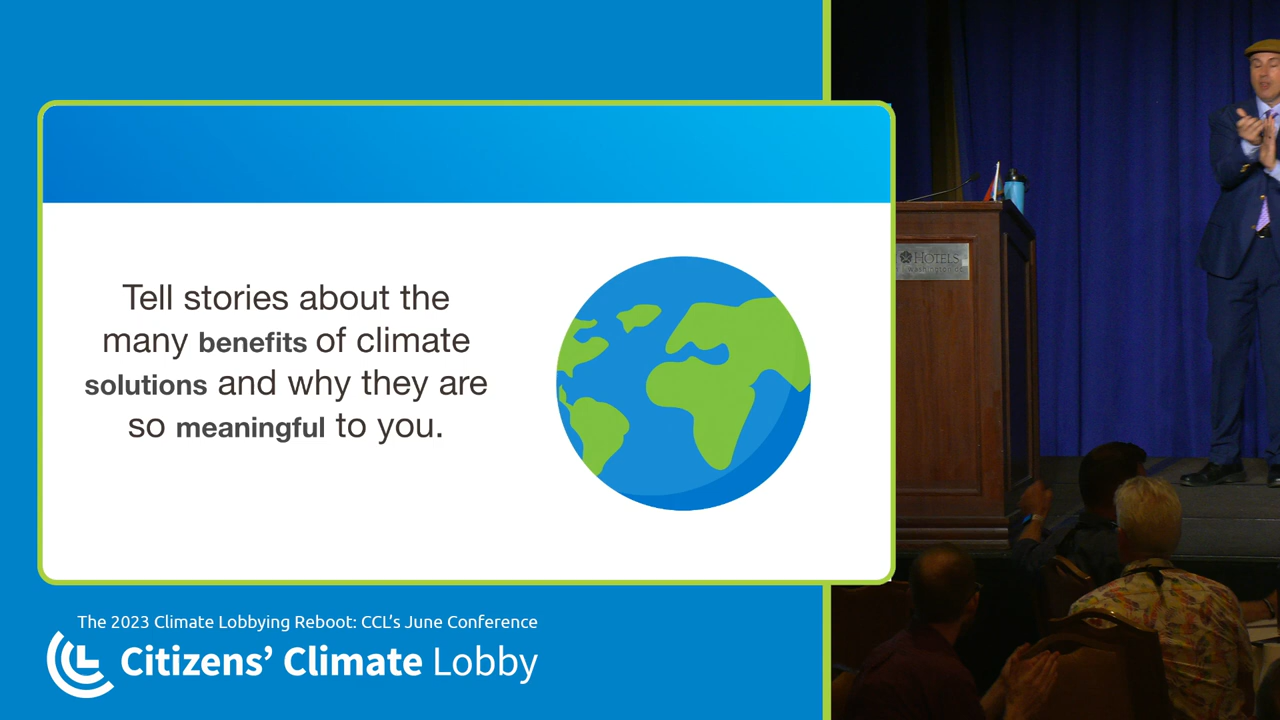 Tell stories about the
many benefits of climate
solutions and why they are
so meaningful to you.
HOTELS
The 2023 Climate Lobbying Reboot: CCL's June Conference
Citizens' Climate Lobby